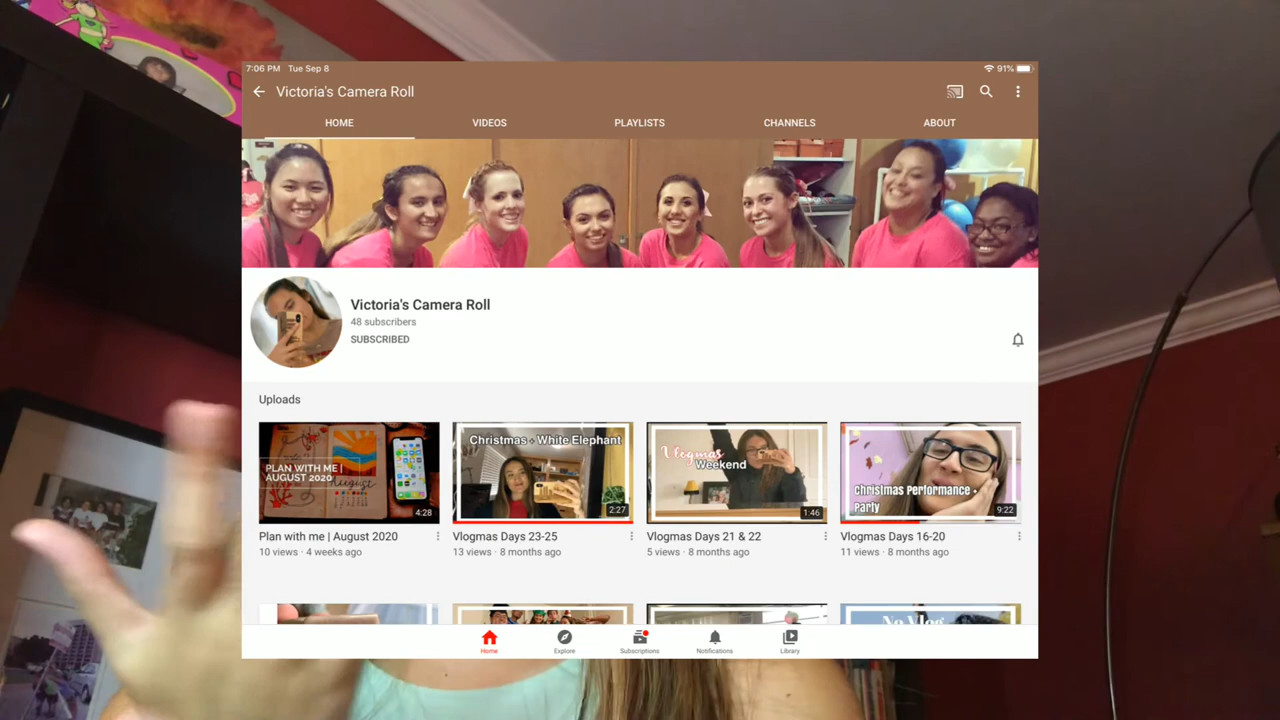 7:06 PM Tue Sep 8
91%
Victoria's Camera Roll
HOME VIDEOS PLAYLISTS CHANNELS ABOUT
Victoria's Camera Roll
48 subscribers
SUBSCRIBED
Uploads
PLAN WITH ME |
AUGUST 2020
4:28
Christmas + White Elephant
2:27
Vlogmas
Weekend
1:46
Christmas Performance +
Party
9:22
Plan with me | August 2020
10 views · 4 weeks ago
Vlogmas Days 23-25
13 views · 8 months ago
Vlogmas Days 21 & 22
5 views · 8 months ago
Vlogmas Days 16-20
11 views · 8 months ago
No Vlog
Home Explore Subscriptions Notifications Library